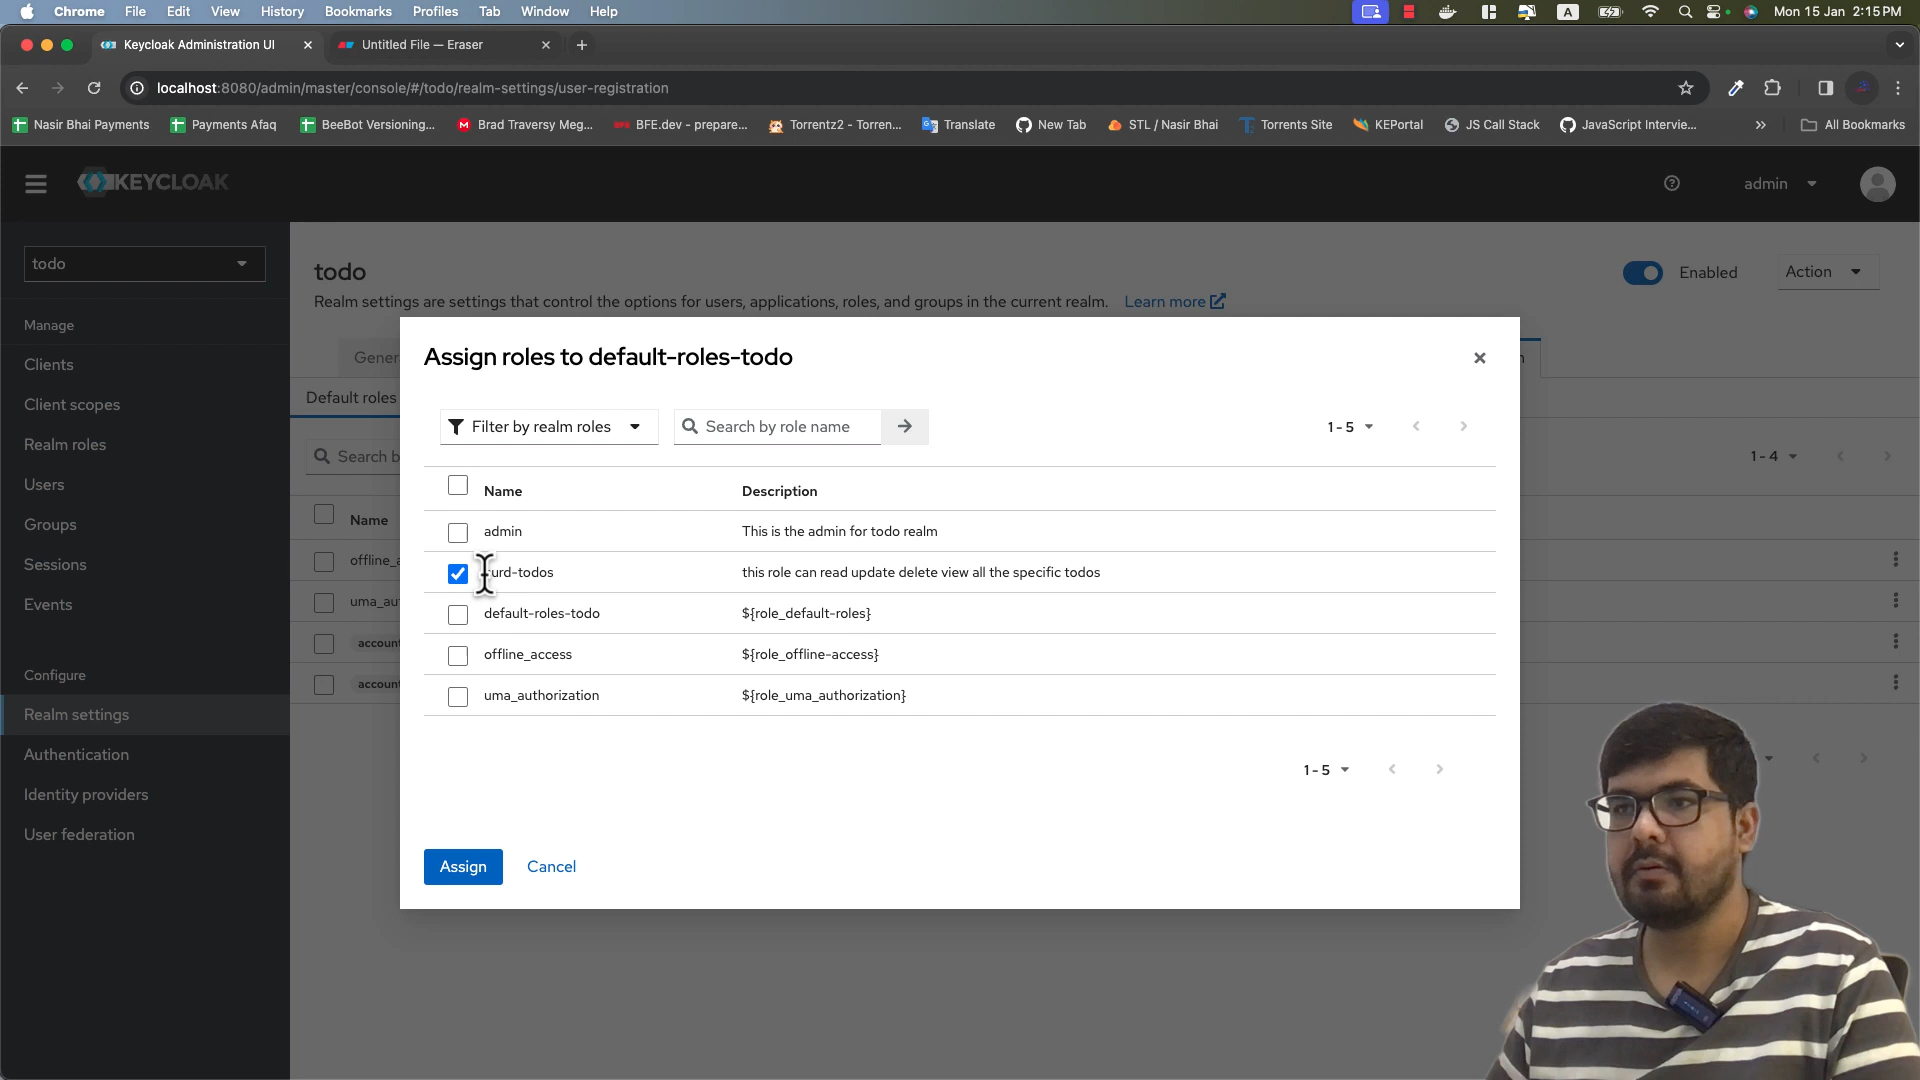 Chrome File Edit View History Bookmarks Profiles Tab Window Help A Mon 15 Jan 2:15 PM
Keycloak Administration UI Untitled File — Eraser
localhost:8080/admin/master/console/#/todo/realm-settings/user-registration
Nasir Bhai Payments Payments Afaq BeeBot Versioning... Brad Traversy Meg... BFE.dev - prepare... Torrentz2 - Torren... Translate New Tab STL / Nasir Bhai Torrents Site KEPortal JS Call Stack JavaScript Intervie... » All Bookmarks
KEYCLOAK admin
todo
Manage
Clients
Client scopes
Realm roles
Users
Groups
Sessions
Events
Configure
Realm settings
Authentication
Identity providers
User federation
todo Enabled Action
Realm settings are settings that control the options for users, applications, roles, and groups in the current realm. Learn more
Gener
Default roles
Search b
1 - 4
Name
offline_a
uma_au
account
account
Assign roles to default-roles-todo
Filter by realm roles Search by role name 1 - 5
Name Description
admin This is the admin for todo realm
urd-todos this role can read update delete view all the specific todos
default-roles-todo ${role_default-roles}
offline_access ${role_offline-access}
uma_authorization ${role_uma_authorization}
1 - 5
Assign Cancel